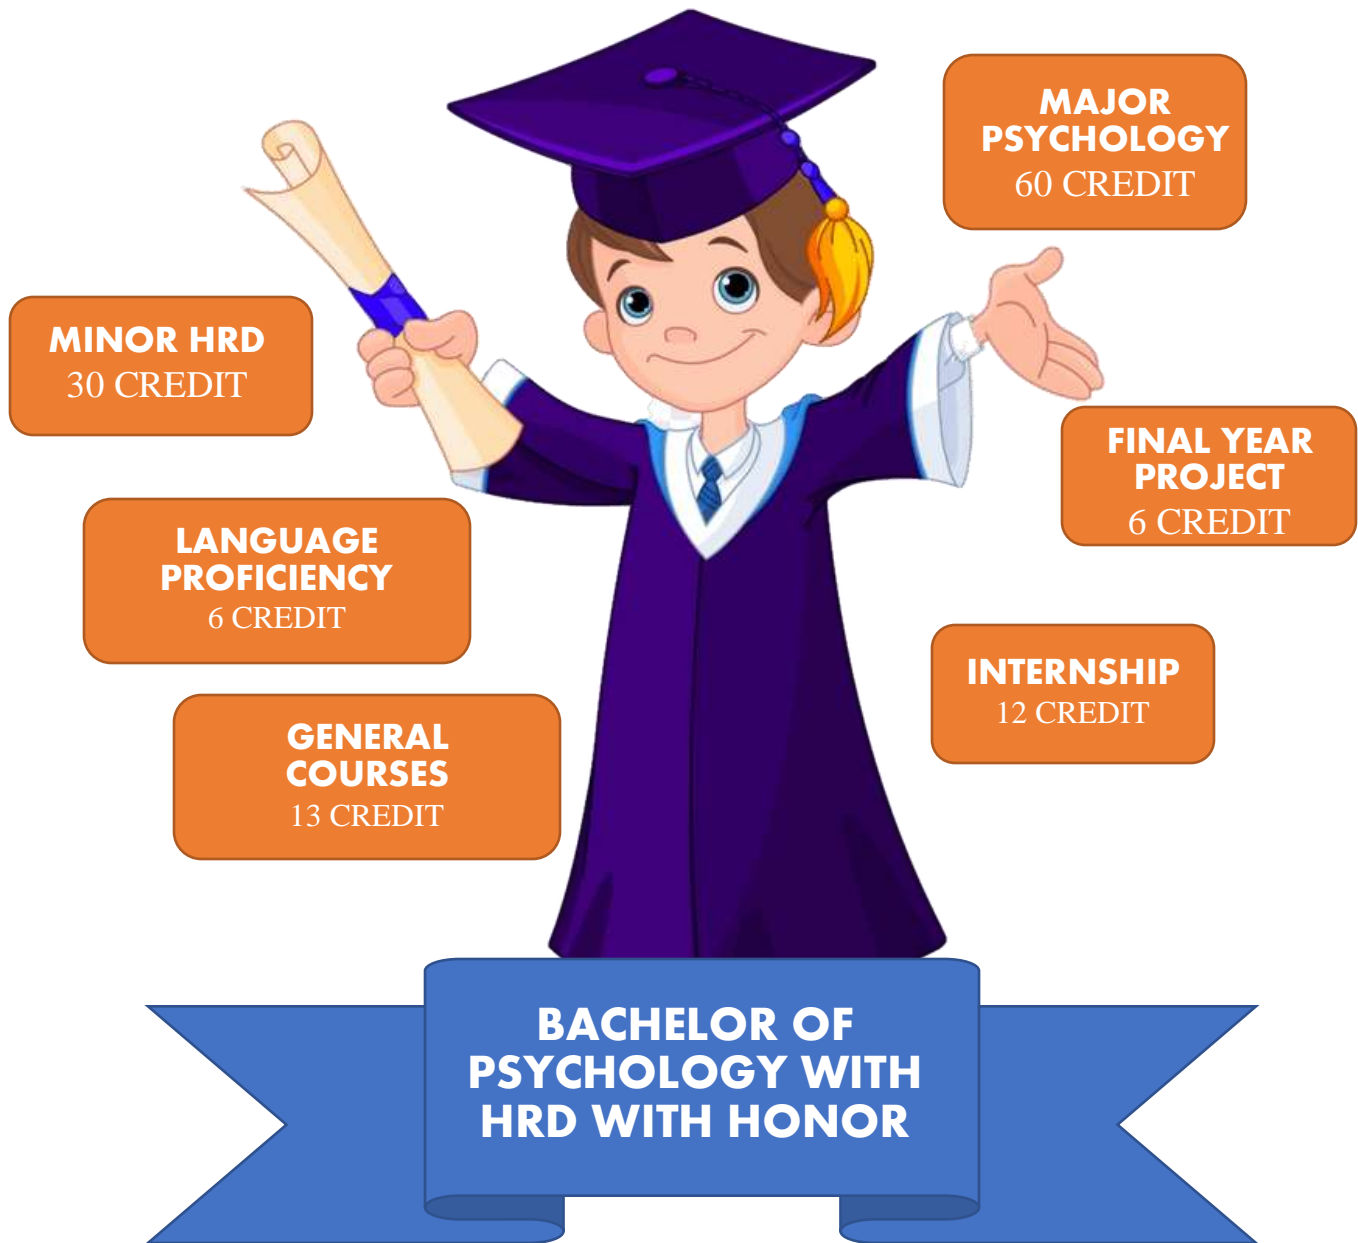 MAJOR
PSYCHOLOGY
60 CREDIT
MINOR HRD
30 CREDIT
FINAL YEAR
PROJECT
6 CREDIT
LANGUAGE
PROFICIENCY
6 CREDIT
INTERNSHIP
12 CREDIT
GENERAL
COURSES
13 CREDIT
BACHELOR OF
PSYCHOLOGY WITH
HRD WITH HONOR